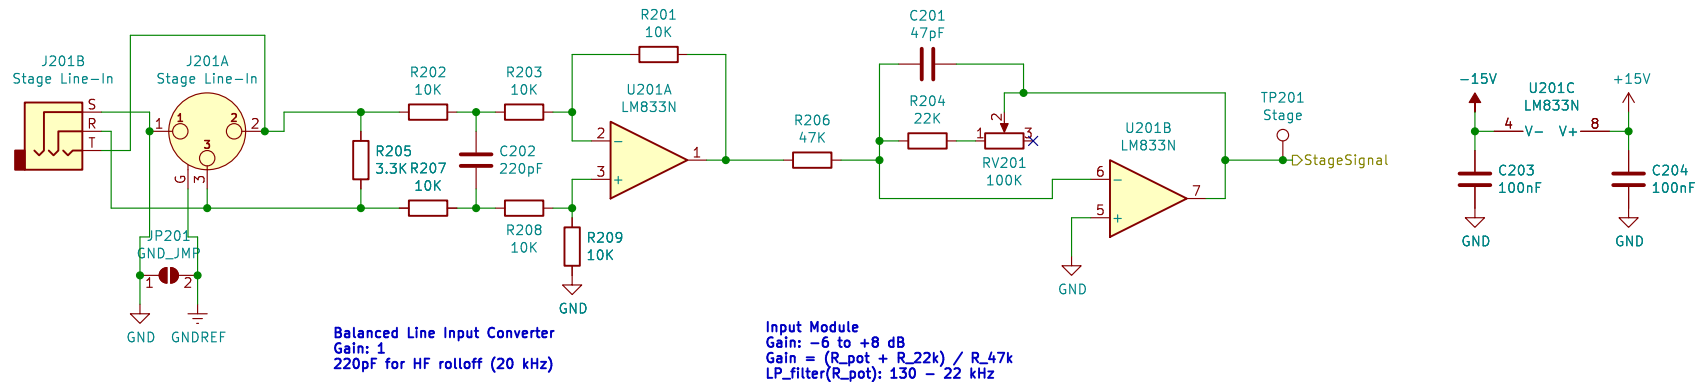 J201B
Stage Line-In
S
R
T
J201A
Stage Line-In
1
1
2
2
3
G
3
JP201
GND_JMP
1
2
GND
GNDREF
R202
10K
R203
10K
R205
3.3K
R207
10K
C202
220pF
R208
10K
R201
10K
U201A
LM833N
2
−
3
+
1
R209
10K
GND
Balanced Line Input Converter
Gain: 1
220pF for HF rolloff (20 kHz)
R206
47K
C201
47pF
R204
22K
1
2
3
RV201
100K
U201B
LM833N
6
−
5
+
7
GND
TP201
Stage
StageSignal
Input Module
Gain: -6 to +8 dB
Gain = (R_pot + R_22k) / R_47k
LP_filter(R_pot): 130 - 22 kHz
-15V
+15V
U201C
LM833N
4
V-
V+
8
C203
100nF
GND
C204
100nF
GND